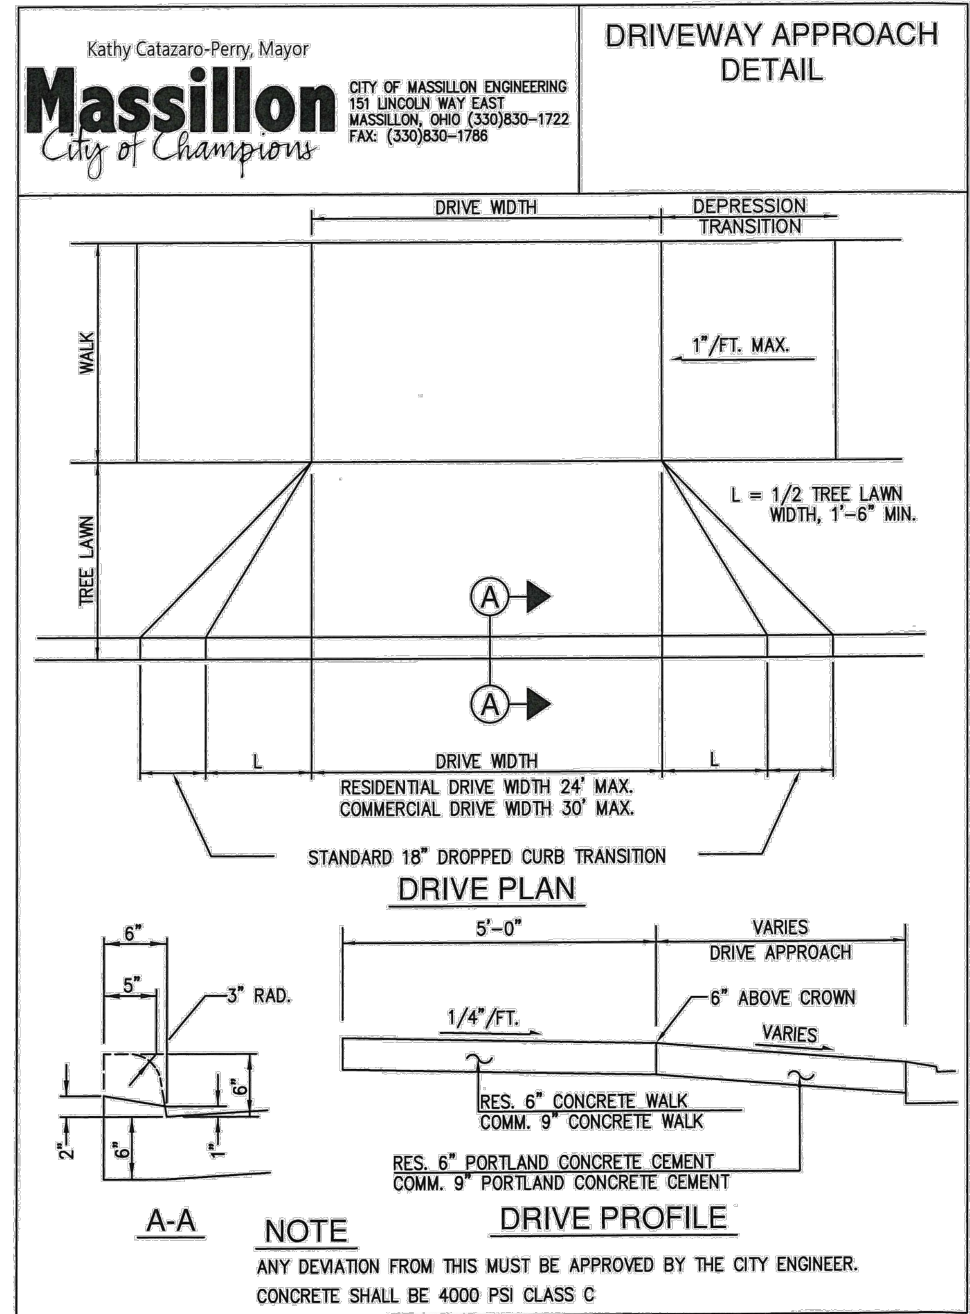 Kathy Catazaro-Perry, Mayor
Massillon
City of Champions
CITY OF MASSILLON ENGINEERING
151 LINCOLN WAY EAST
MASSILLON, OHIO (330)830-1722
FAX: (330)830-1786
DRIVEWAY APPROACH
DETAIL
DRIVE WIDTH
DEPRESSION
TRANSITION
WALK
1"/FT. MAX.
TREE LAWN
L = 1/2 TREE LAWN
WIDTH, 1'-6" MIN.
A
A
L
DRIVE WIDTH
L
RESIDENTIAL DRIVE WIDTH 24' MAX.
COMMERCIAL DRIVE WIDTH 30' MAX.
STANDARD 18" DROPPED CURB TRANSITION
DRIVE PLAN
6"
5"
3" RAD.
6"
2"
6"
1"
A-A
5'-0"
VARIES
DRIVE APPROACH
6" ABOVE CROWN
1/4"/FT.
VARIES
RES. 6" CONCRETE WALK
COMM. 9" CONCRETE WALK
RES. 6" PORTLAND CONCRETE CEMENT
COMM. 9" PORTLAND CONCRETE CEMENT
DRIVE PROFILE
NOTE
ANY DEVIATION FROM THIS MUST BE APPROVED BY THE CITY ENGINEER.
CONCRETE SHALL BE 4000 PSI CLASS C